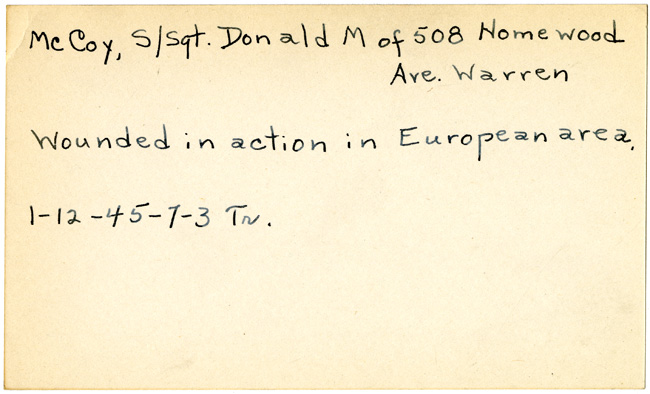 McCoy, S/Sgt. Donald M of 508 Homewood
Ave. Warren
Wounded in action in European area.
1-12-45-7-3 Tr.